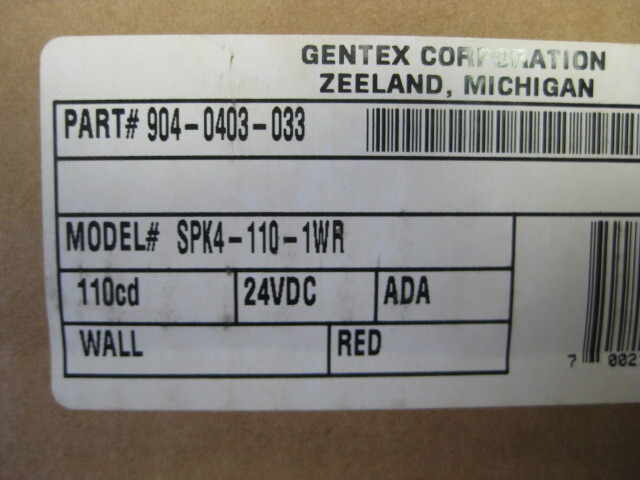 GENTEX CORPORATION
ZEELAND, MICHIGAN
PART# 904-0403-033
MODEL# SPK4-110-1WR
110cd 24VDC ADA
WALL RED
7 002